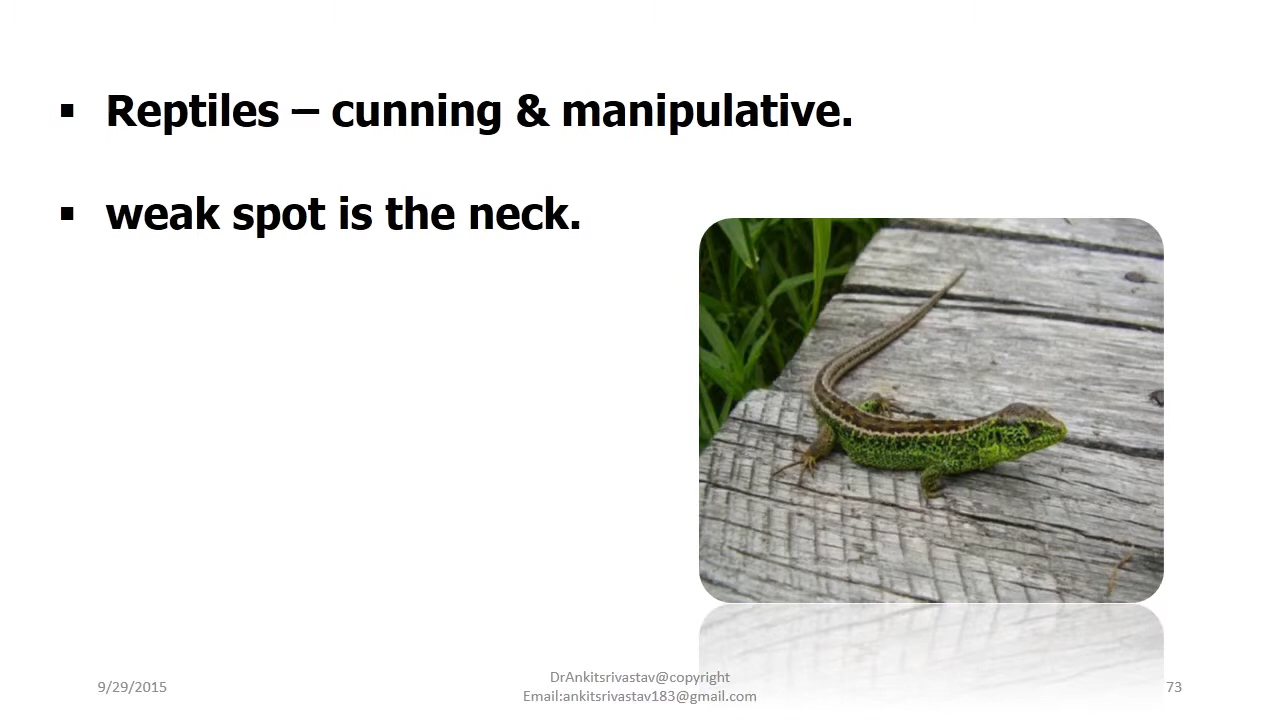 ▪ Reptiles – cunning & manipulative.
▪ weak spot is the neck.
9/29/2015
DrAnkitsrivastav@copyright
Email:ankitsrivastav183@gmail.com
73